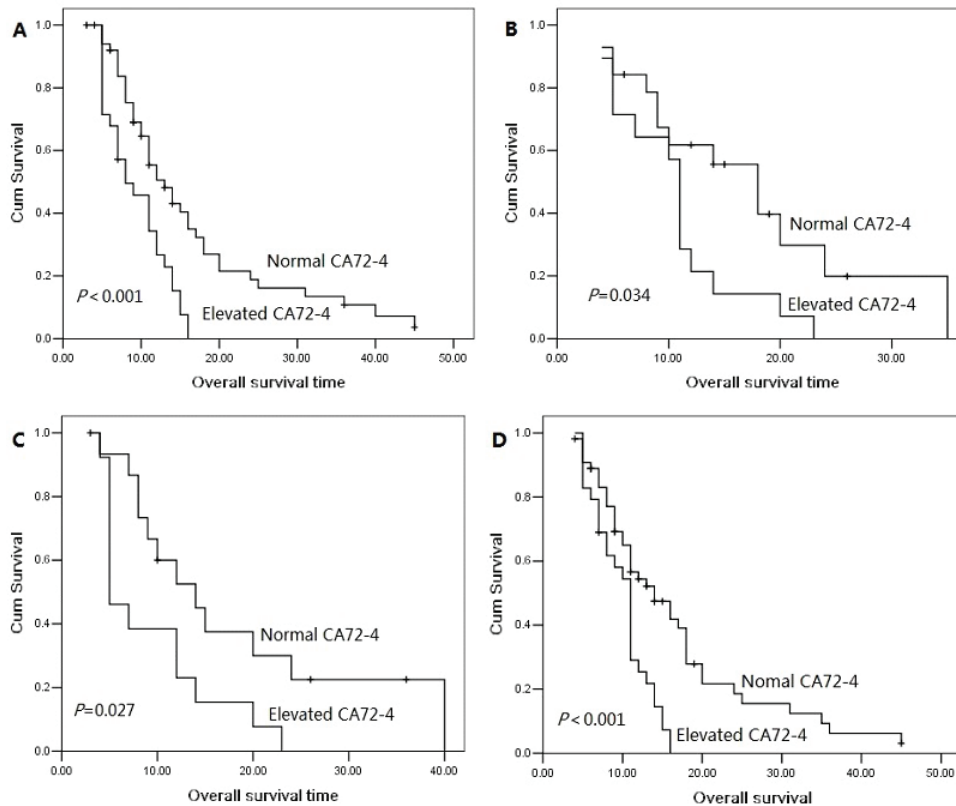 A
1.0
0.8
0.6
0.4
0.2
0.0
Cum Survival
Normal CA72-4
P<0.001
Elevated CA72-4
0.00 10.00 20.00 30.00 40.00 50.00
Overall survival time
B
1.0
0.8
0.6
0.4
0.2
0.0
Cum Survival
Normal CA72-4
P=0.034
Elevated CA72-4
0.00 10.00 20.00 30.00
Overall survival time
C
1.0
0.8
0.6
0.4
0.2
0.0
Cum Survival
Normal CA72-4
P=0.027
Elevated CA72-4
0.00 10.00 20.00 30.00 40.00
Overall survival time
D
1.0
0.8
0.6
0.4
0.2
0.0
Cum Survival
Nomal CA72-4
P<0.001
Elevated CA72-4
0.00 10.00 20.00 30.00 40.00 50.00
Overall survival